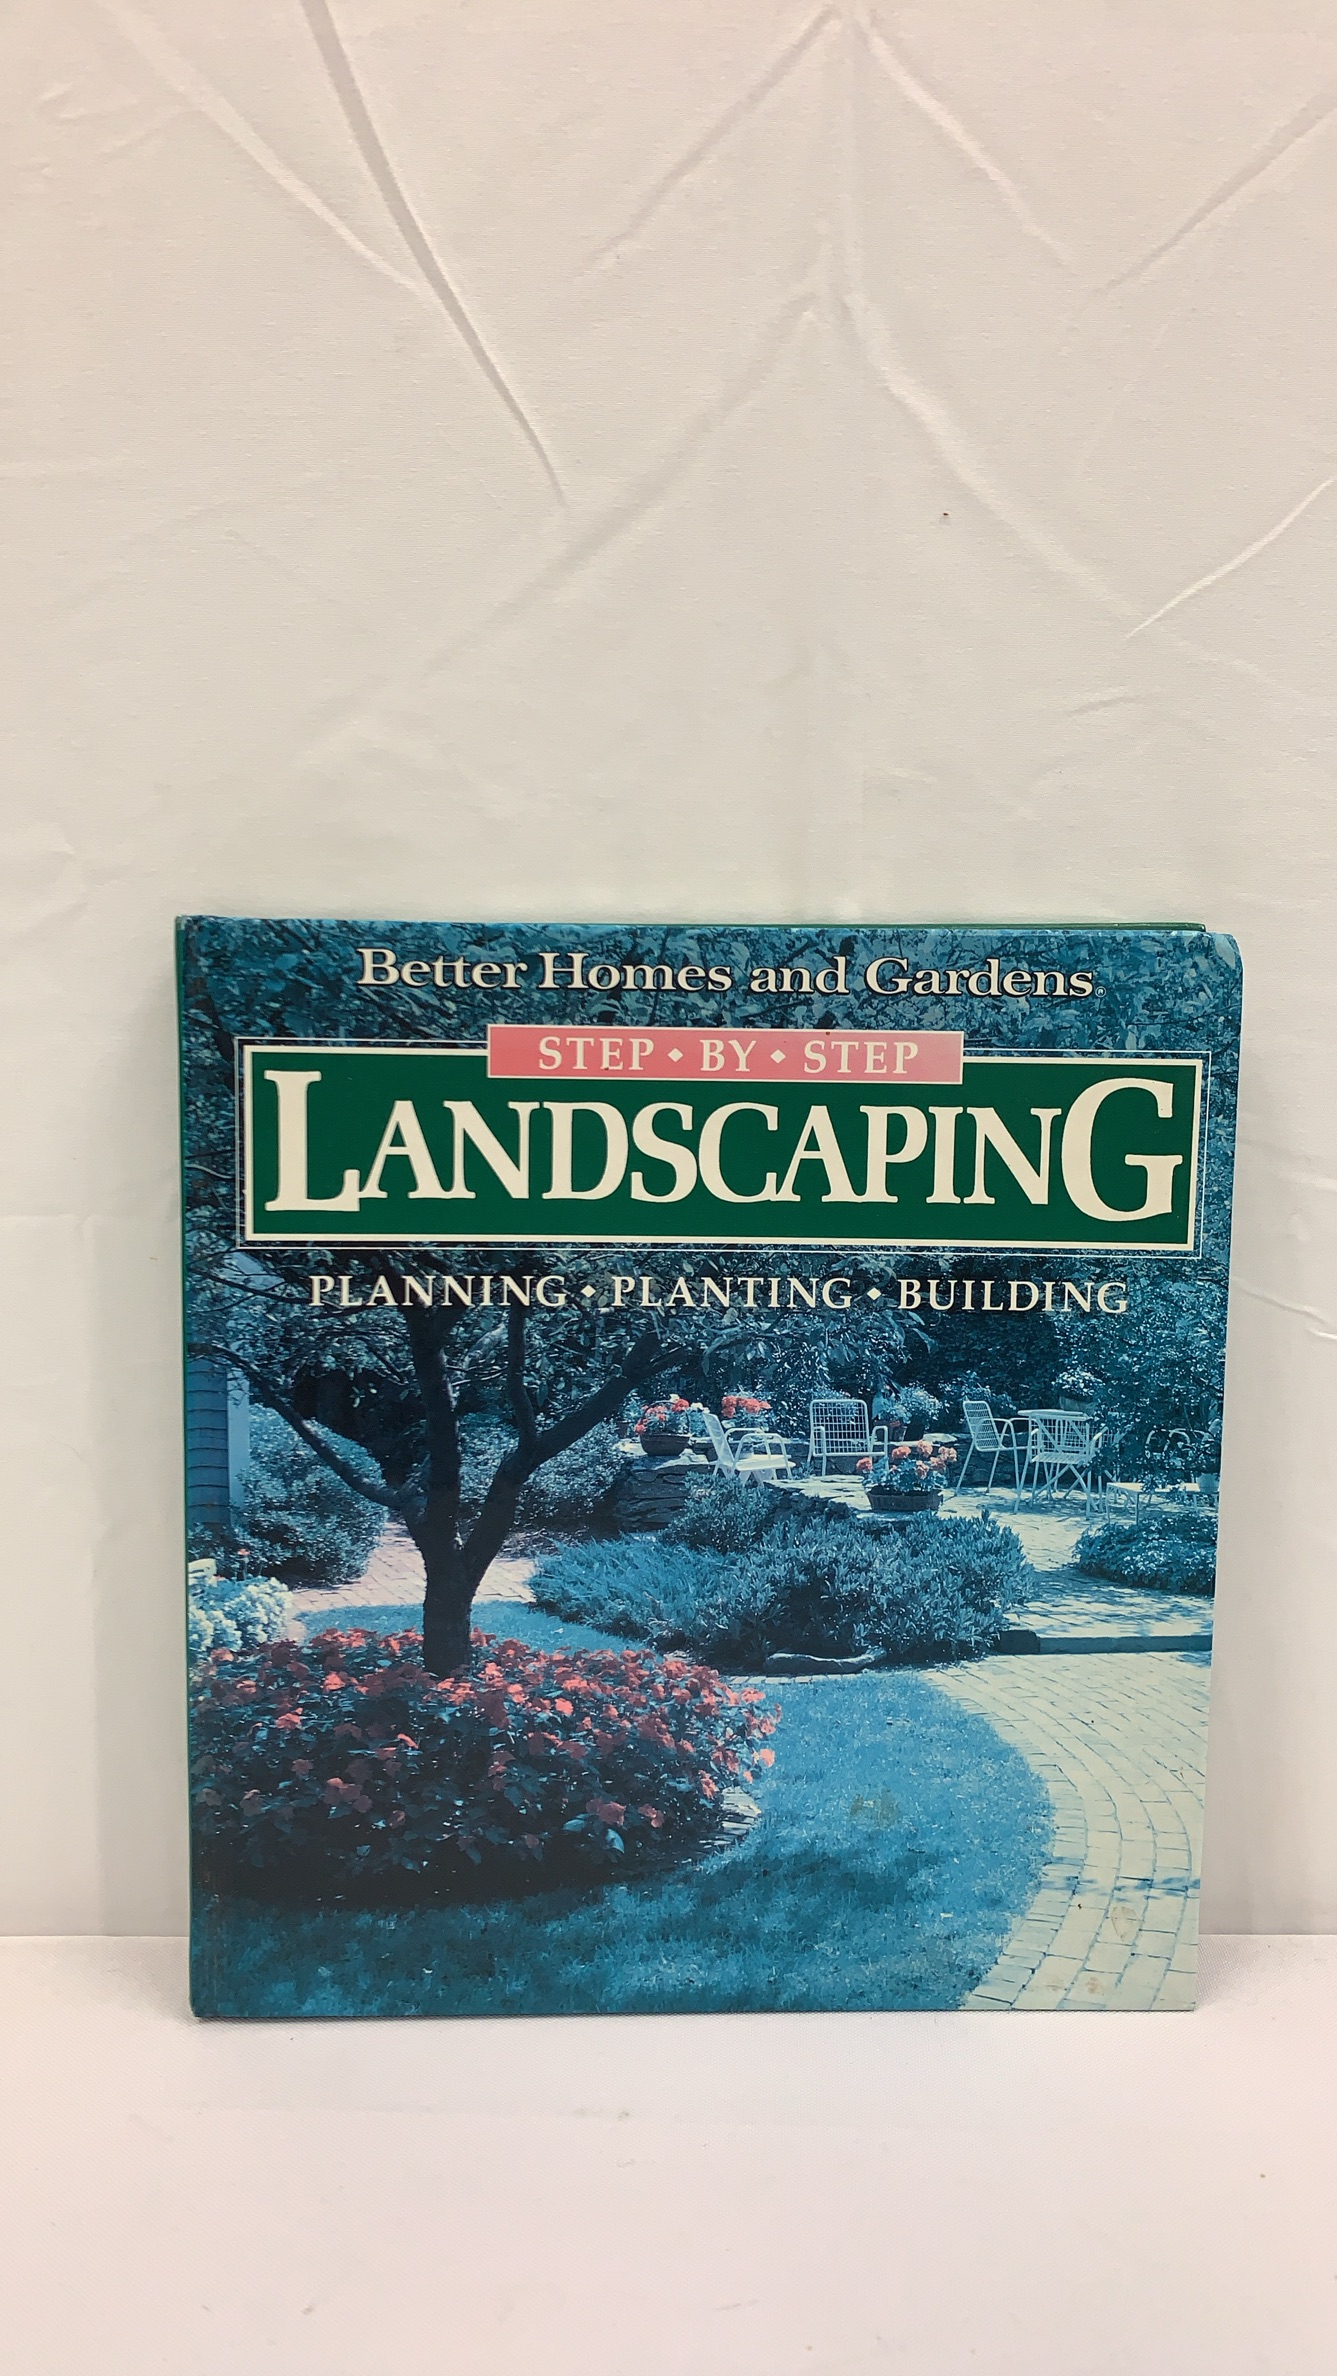 Better Homes and Gardens®
STEP • BY • STEP
LANDSCAPING
PLANNING • PLANTING • BUILDING